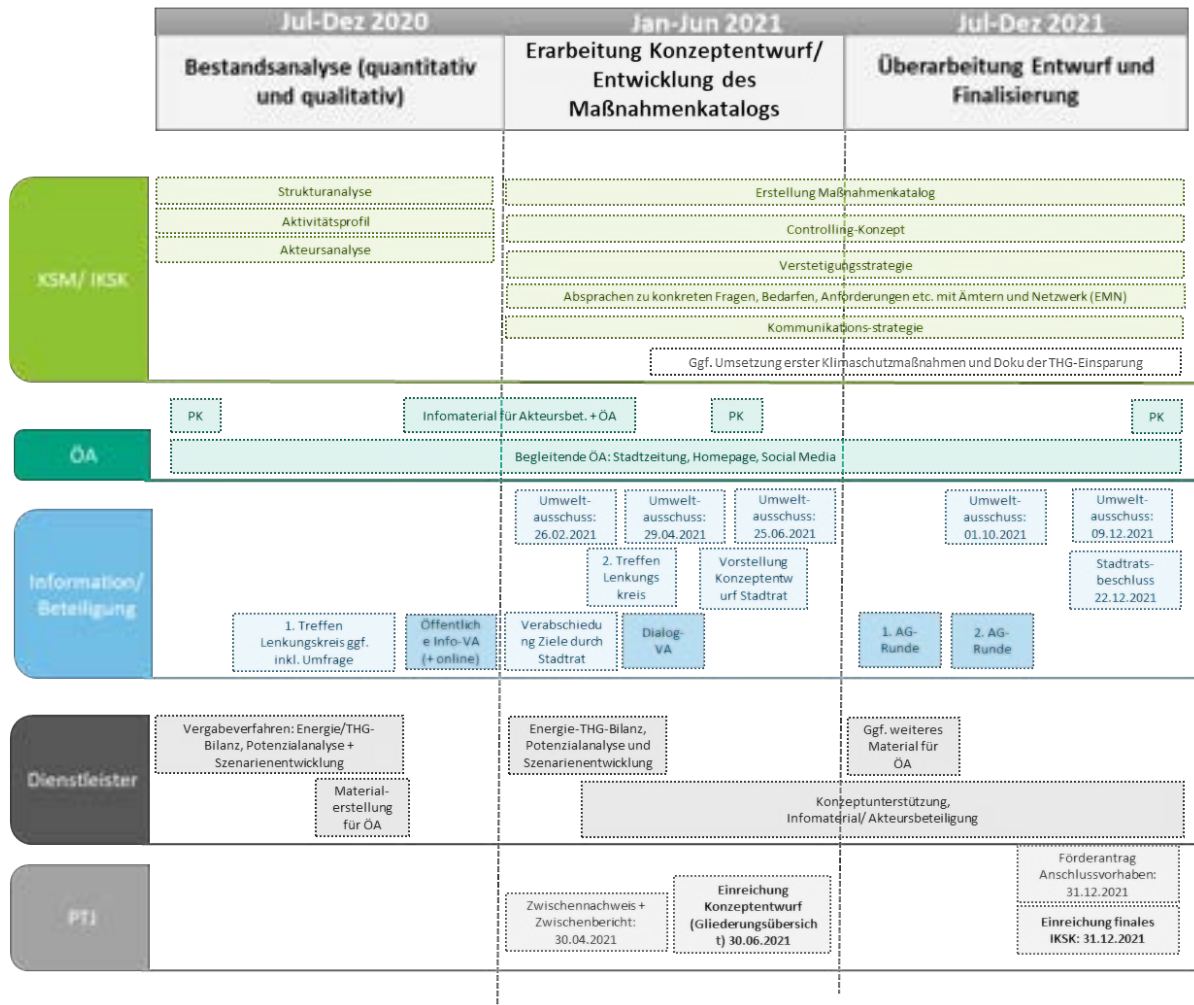 Jul-Dez 2020
Jan-Jun 2021
Jul-Dez 2021
Bestandsanalyse (quantitativ
und qualitativ)
Erarbeitung Konzeptentwurf/
Entwicklung des
Maßnahmenkatalogs
Überarbeitung Entwurf und
Finalisierung
KSM/ IKSK
Strukturanalyse
Aktivitätsprofil
Akteursanalyse
Erstellung Maßnahmenkatalog
Controlling-Konzept
Verstetigungsstrategie
Absprachen zu konkreten Fragen, Bedarfen, Anforderungen etc. mit Ämtern und Netzwerk (EMN)
Kommunikations-strategie
Ggf. Umsetzung erster Klimaschutzmaßnahmen und Doku der THG-Einsparung
ÖA
PK
Infomaterial für Akteursbet. + ÖA
PK
PK
Begleitende ÖA: Stadtzeitung, Homepage, Social Media
Information/
Beteiligung
Umwelt-
ausschuss:
26.02.2021
Umwelt-
ausschuss:
29.04.2021
Umwelt-
ausschuss:
25.06.2021
Umwelt-
ausschuss:
01.10.2021
Umwelt-
ausschuss:
09.12.2021
2. Treffen
Lenkungs
kreis
Vorstellung
Konzeptentw
urf Stadtrat
Stadtrats-
beschluss
22.12.2021
1. Treffen
Lenkungskreis ggf.
inkl. Umfrage
Öffentlich
e Info-VA
(+ online)
Verabschiedu
ng Ziele durch
Stadtrat
Dialog-
VA
1. AG-
Runde
2. AG-
Runde
Dienstleister
Vergabeverfahren: Energie/THG-
Bilanz, Potenzialanalyse +
Szenarienentwicklung
Material-
erstellung
für ÖA
Energie-THG-Bilanz,
Potenzialanalyse und
Szenarienentwicklung
Ggf. weiteres
Material für
ÖA
Konzeptunterstützung,
Infomaterial/ Akteursbeteiligung
PTJ
Zwischennachweis +
Zwischenbericht:
30.04.2021
Einreichung
Konzeptentwurf
(Gliederungsübersich
t) 30.06.2021
Förderantrag
Anschlussvorhaben:
31.12.2021
Einreichung finales
IKSK: 31.12.2021